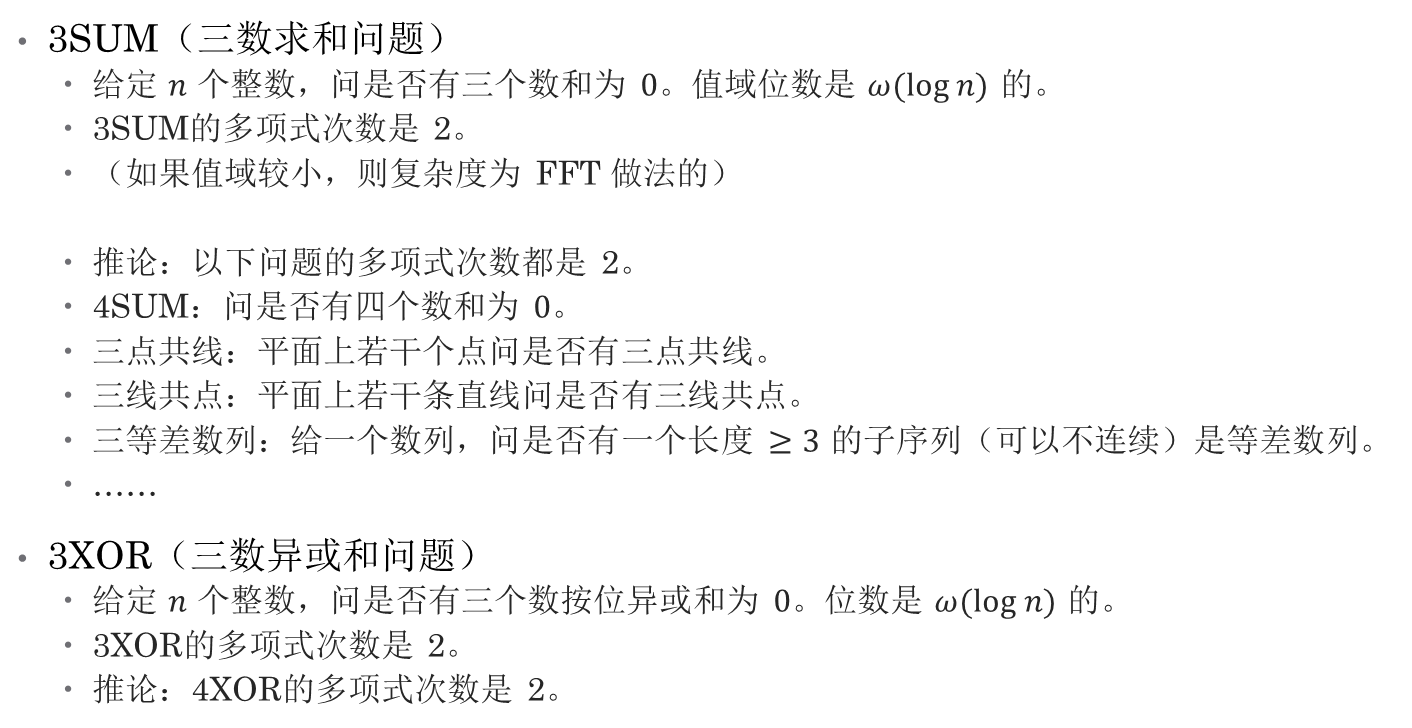 • 3SUM（三数求和问题）
• 给定 n 个整数，问是否有三个数和为 0。值域位数是 ω(log n) 的。
• 3SUM的多项式次数是 2。
• （如果值域较小，则复杂度为 FFT 做法的）
• 推论：以下问题的多项式次数都是 2。
• 4SUM：问是否有四个数和为 0。
• 三点共线：平面上若干个点问是否有三点共线。
• 三线共点：平面上若干条直线问是否有三线共点。
• 三等差数列：给一个数列，问是否有一个长度 ≥ 3 的子序列（可以不连续）是等差数列。
• ……
• 3XOR（三数异或和问题）
• 给定 n 个整数，问是否有三个数按位异或和为 0。位数是 ω(log n) 的。
• 3XOR的多项式次数是 2。
• 推论：4XOR的多项式次数是 2。